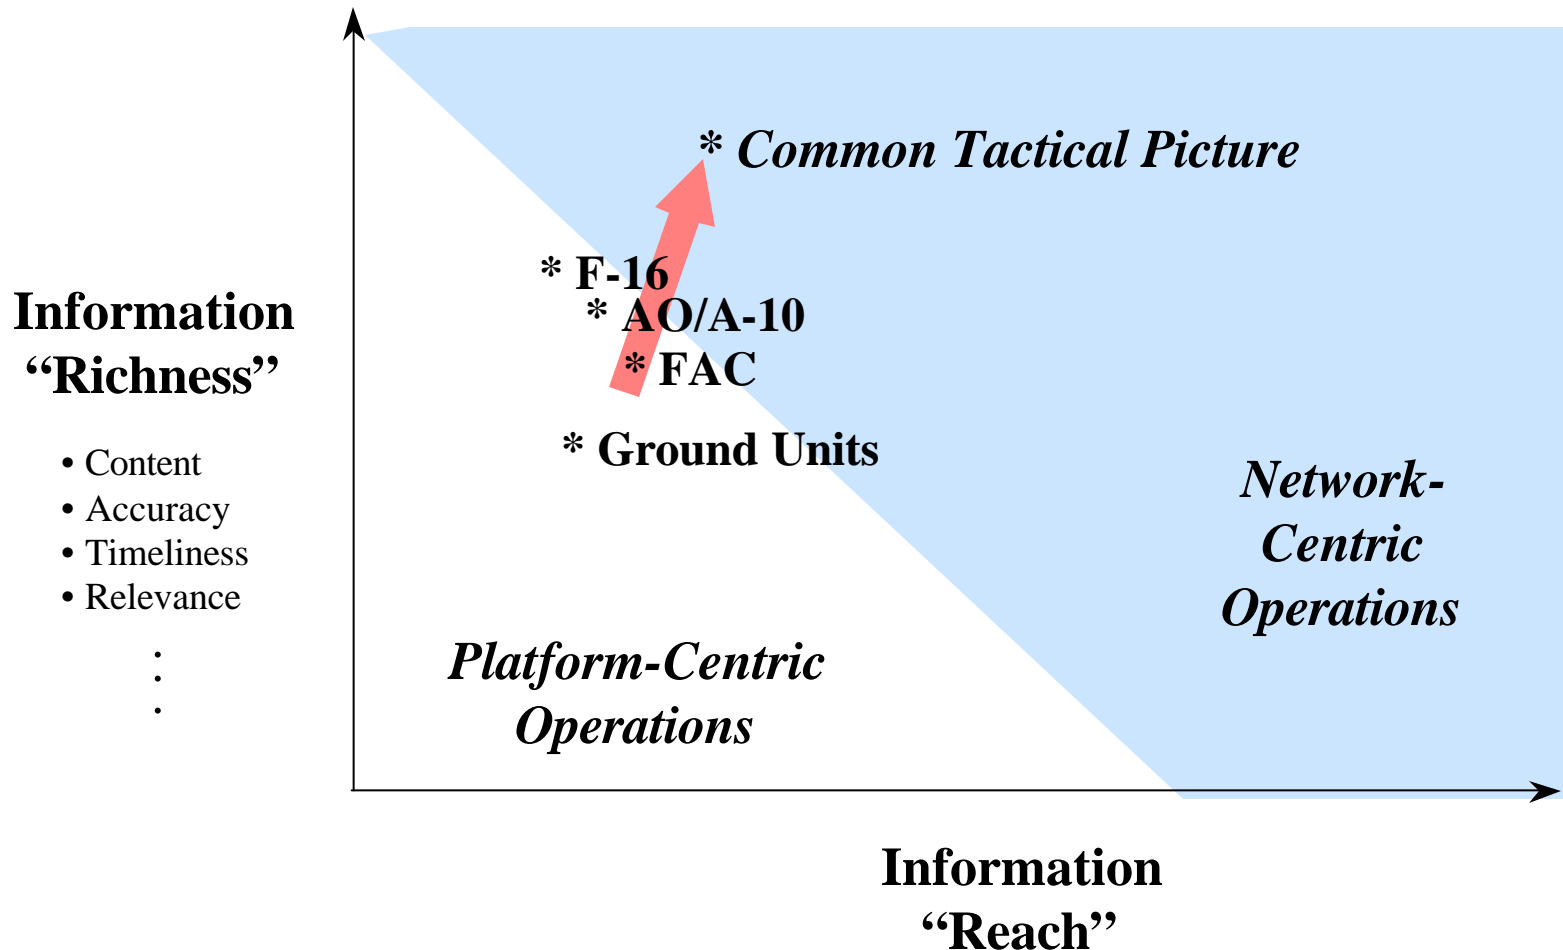 * Common Tactical Picture
* F-16
* AO/A-10
* FAC
* Ground Units
Information
“Richness”
• Content
• Accuracy
• Timeliness
• Relevance
.
.
.
Network-
Centric
Operations
Platform-Centric
Operations
Information
“Reach”